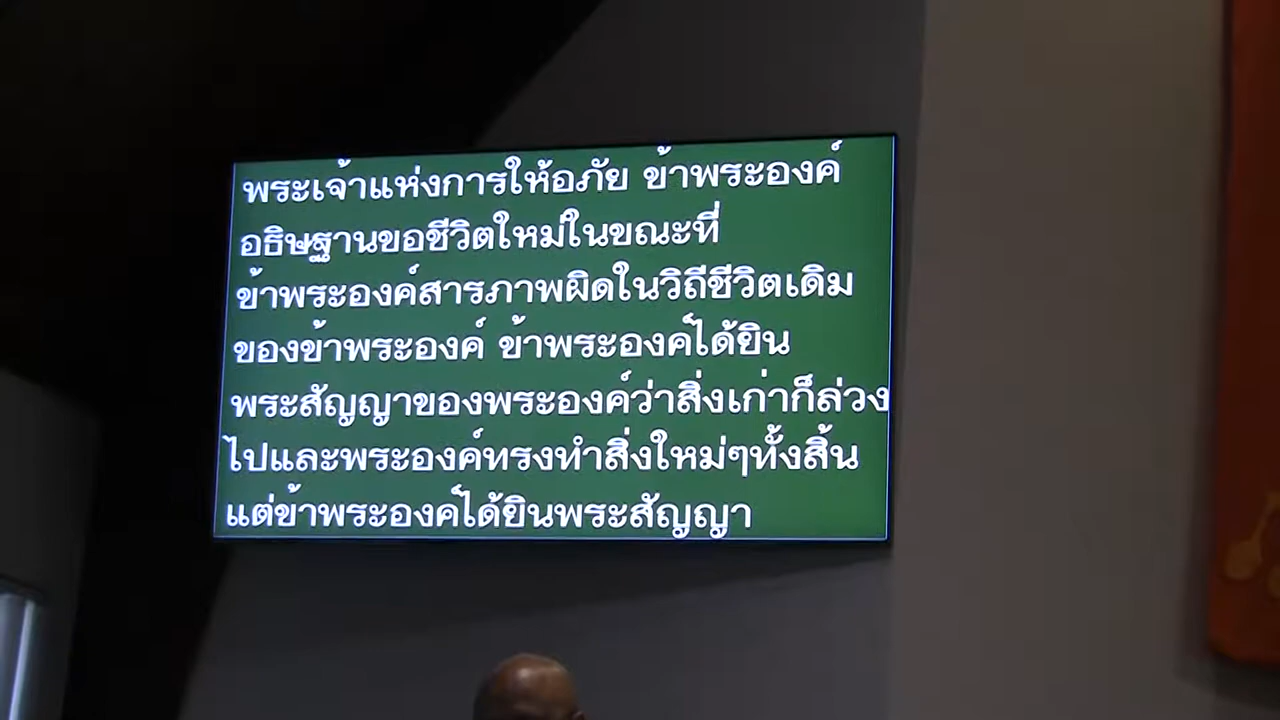 พระเจ้าแห่งการให้อภัย ข้าพระองค์
อธิษฐานขอชีวิตใหม่ในขณะที่
ข้าพระองค์สารภาพผิดในวิถีชีวิตเดิม
ของข้าพระองค์ ข้าพระองค์ได้ยิน
พระสัญญาของพระองค์ว่าสิ่งเก่าก็ล่วง
ไปและพระองค์ทรงทำสิ่งใหม่ๆทั้งสิ้น
แต่ข้าพระองค์ได้ยินพระสัญญา